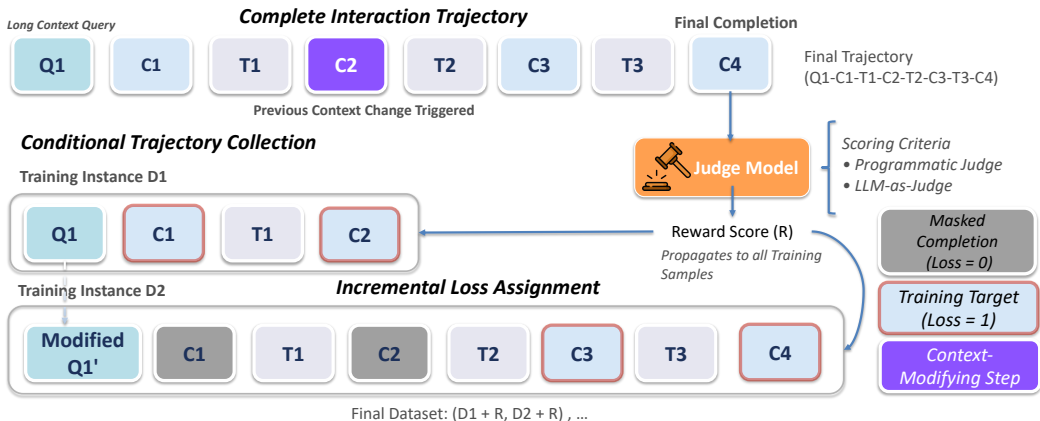 Complete Interaction Trajectory
Long Context Query
Final Completion
Q1
C1
T1
C2
T2
C3
T3
C4
Final Trajectory
(Q1-C1-T1-C2-T2-C3-T3-C4)
Previous Context Change Triggered
Conditional Trajectory Collection
Judge Model
Scoring Criteria
• Programmatic Judge
• LLM-as-Judge
Training Instance D1
Q1
C1
T1
C2
Reward Score (R)
Propagates to all Training
Samples
Masked
Completion
(Loss = 0)
Training Target
(Loss = 1)
Context-
Modifying Step
Training Instance D2
Incremental Loss Assignment
Modified
Q1'
C1
T1
C2
T2
C3
T3
C4
Final Dataset: (D1 + R, D2 + R) , ...